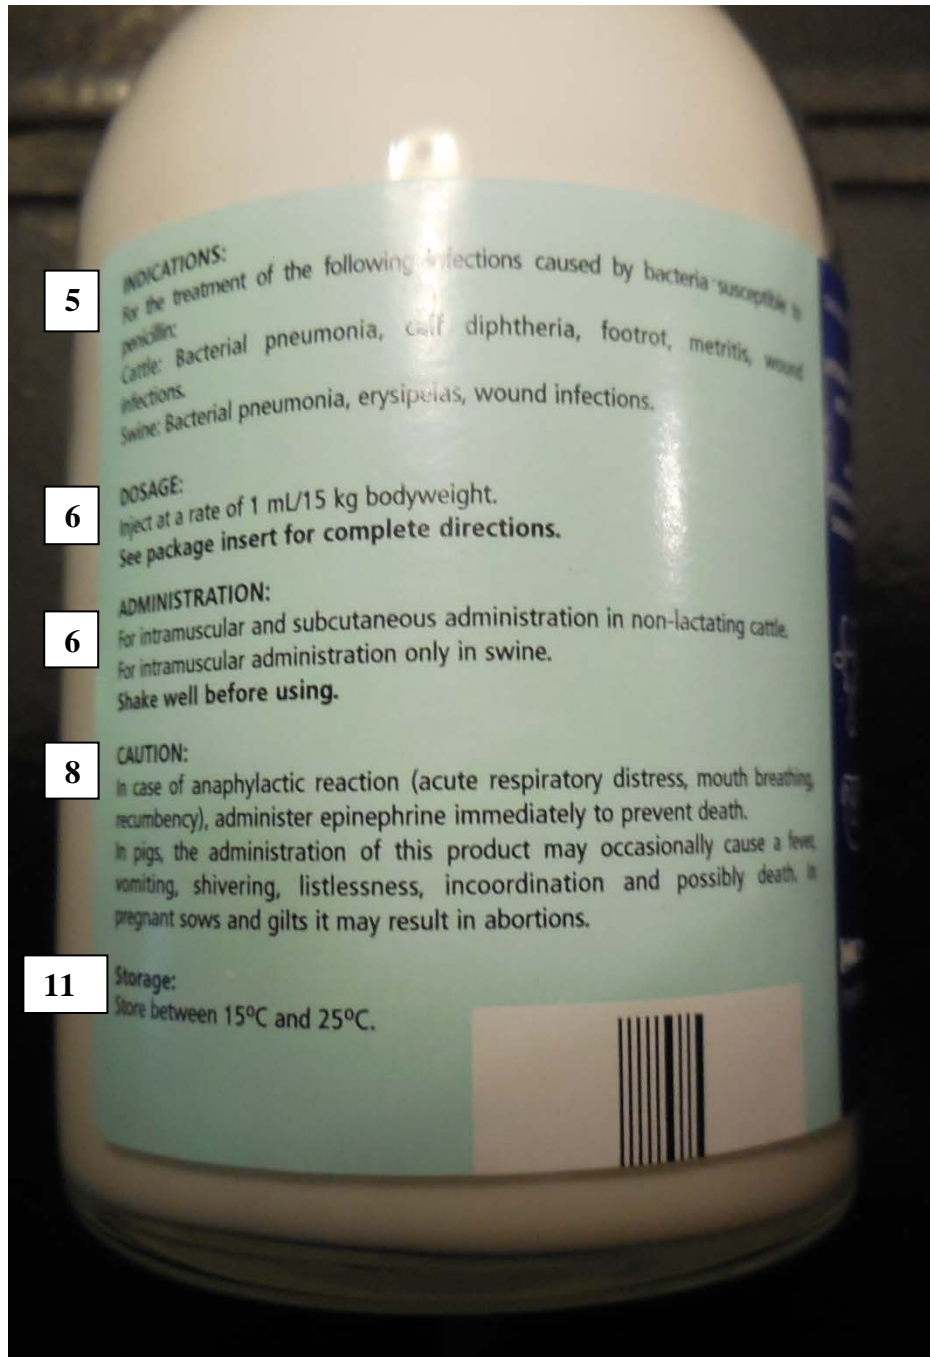 INDICATIONS:
5
For the treatment of the following infections caused by bacteria susceptible to
penicillin:
Cattle: Bacterial pneumonia, calf diphtheria, footrot, metritis, wound
infections.
Swine: Bacterial pneumonia, erysipelas, wound infections.
DOSAGE:
6
Inject at a rate of 1 mL/15 kg bodyweight.
See package insert for complete directions.
ADMINISTRATION:
6
For intramuscular and subcutaneous administration in non-lactating cattle.
For intramuscular administration only in swine.
Shake well before using.
CAUTION:
8
In case of anaphylactic reaction (acute respiratory distress, mouth breathing,
recumbency), administer epinephrine immediately to prevent death.
In pigs, the administration of this product may occasionally cause a fever,
vomiting, shivering, listlessness, incoordination and possibly death. In
pregnant sows and gilts it may result in abortions.
11
Storage:
Store between 15ºC and 25ºC.